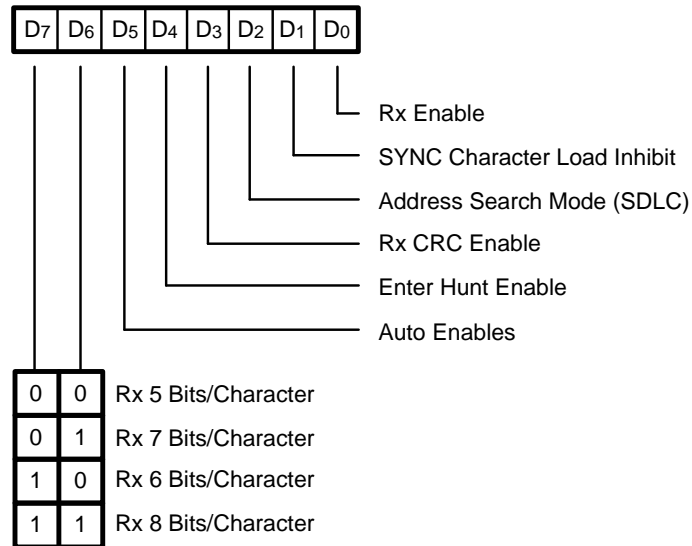 D7 D6 D5 D4 D3 D2 D1 D0
Rx Enable
SYNC Character Load Inhibit
Address Search Mode (SDLC)
Rx CRC Enable
Enter Hunt Enable
Auto Enables
0 0 Rx 5 Bits/Character
0 1 Rx 7 Bits/Character
1 0 Rx 6 Bits/Character
1 1 Rx 8 Bits/Character